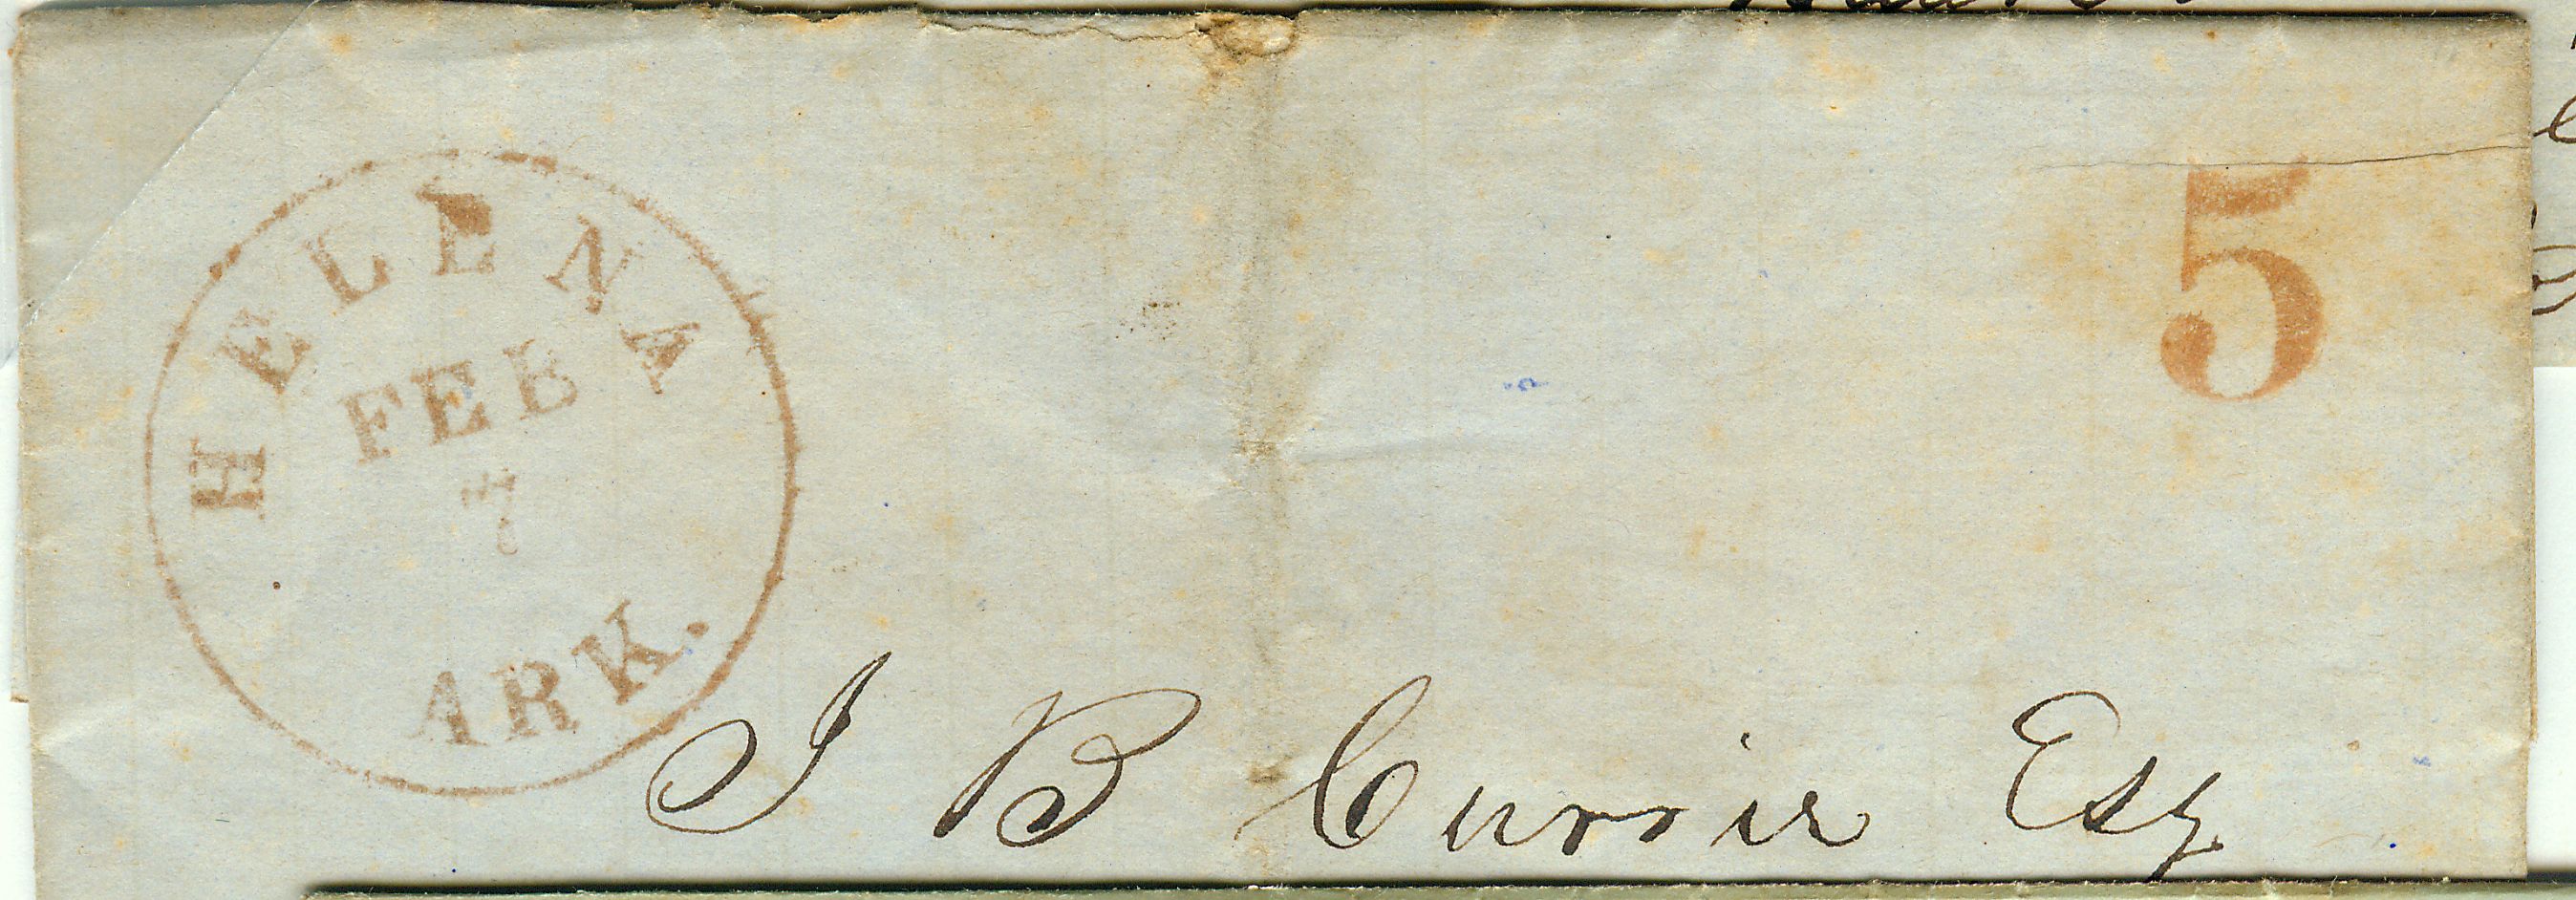 HELENA
FEB
7
ARK.
5
J B Currie Esq